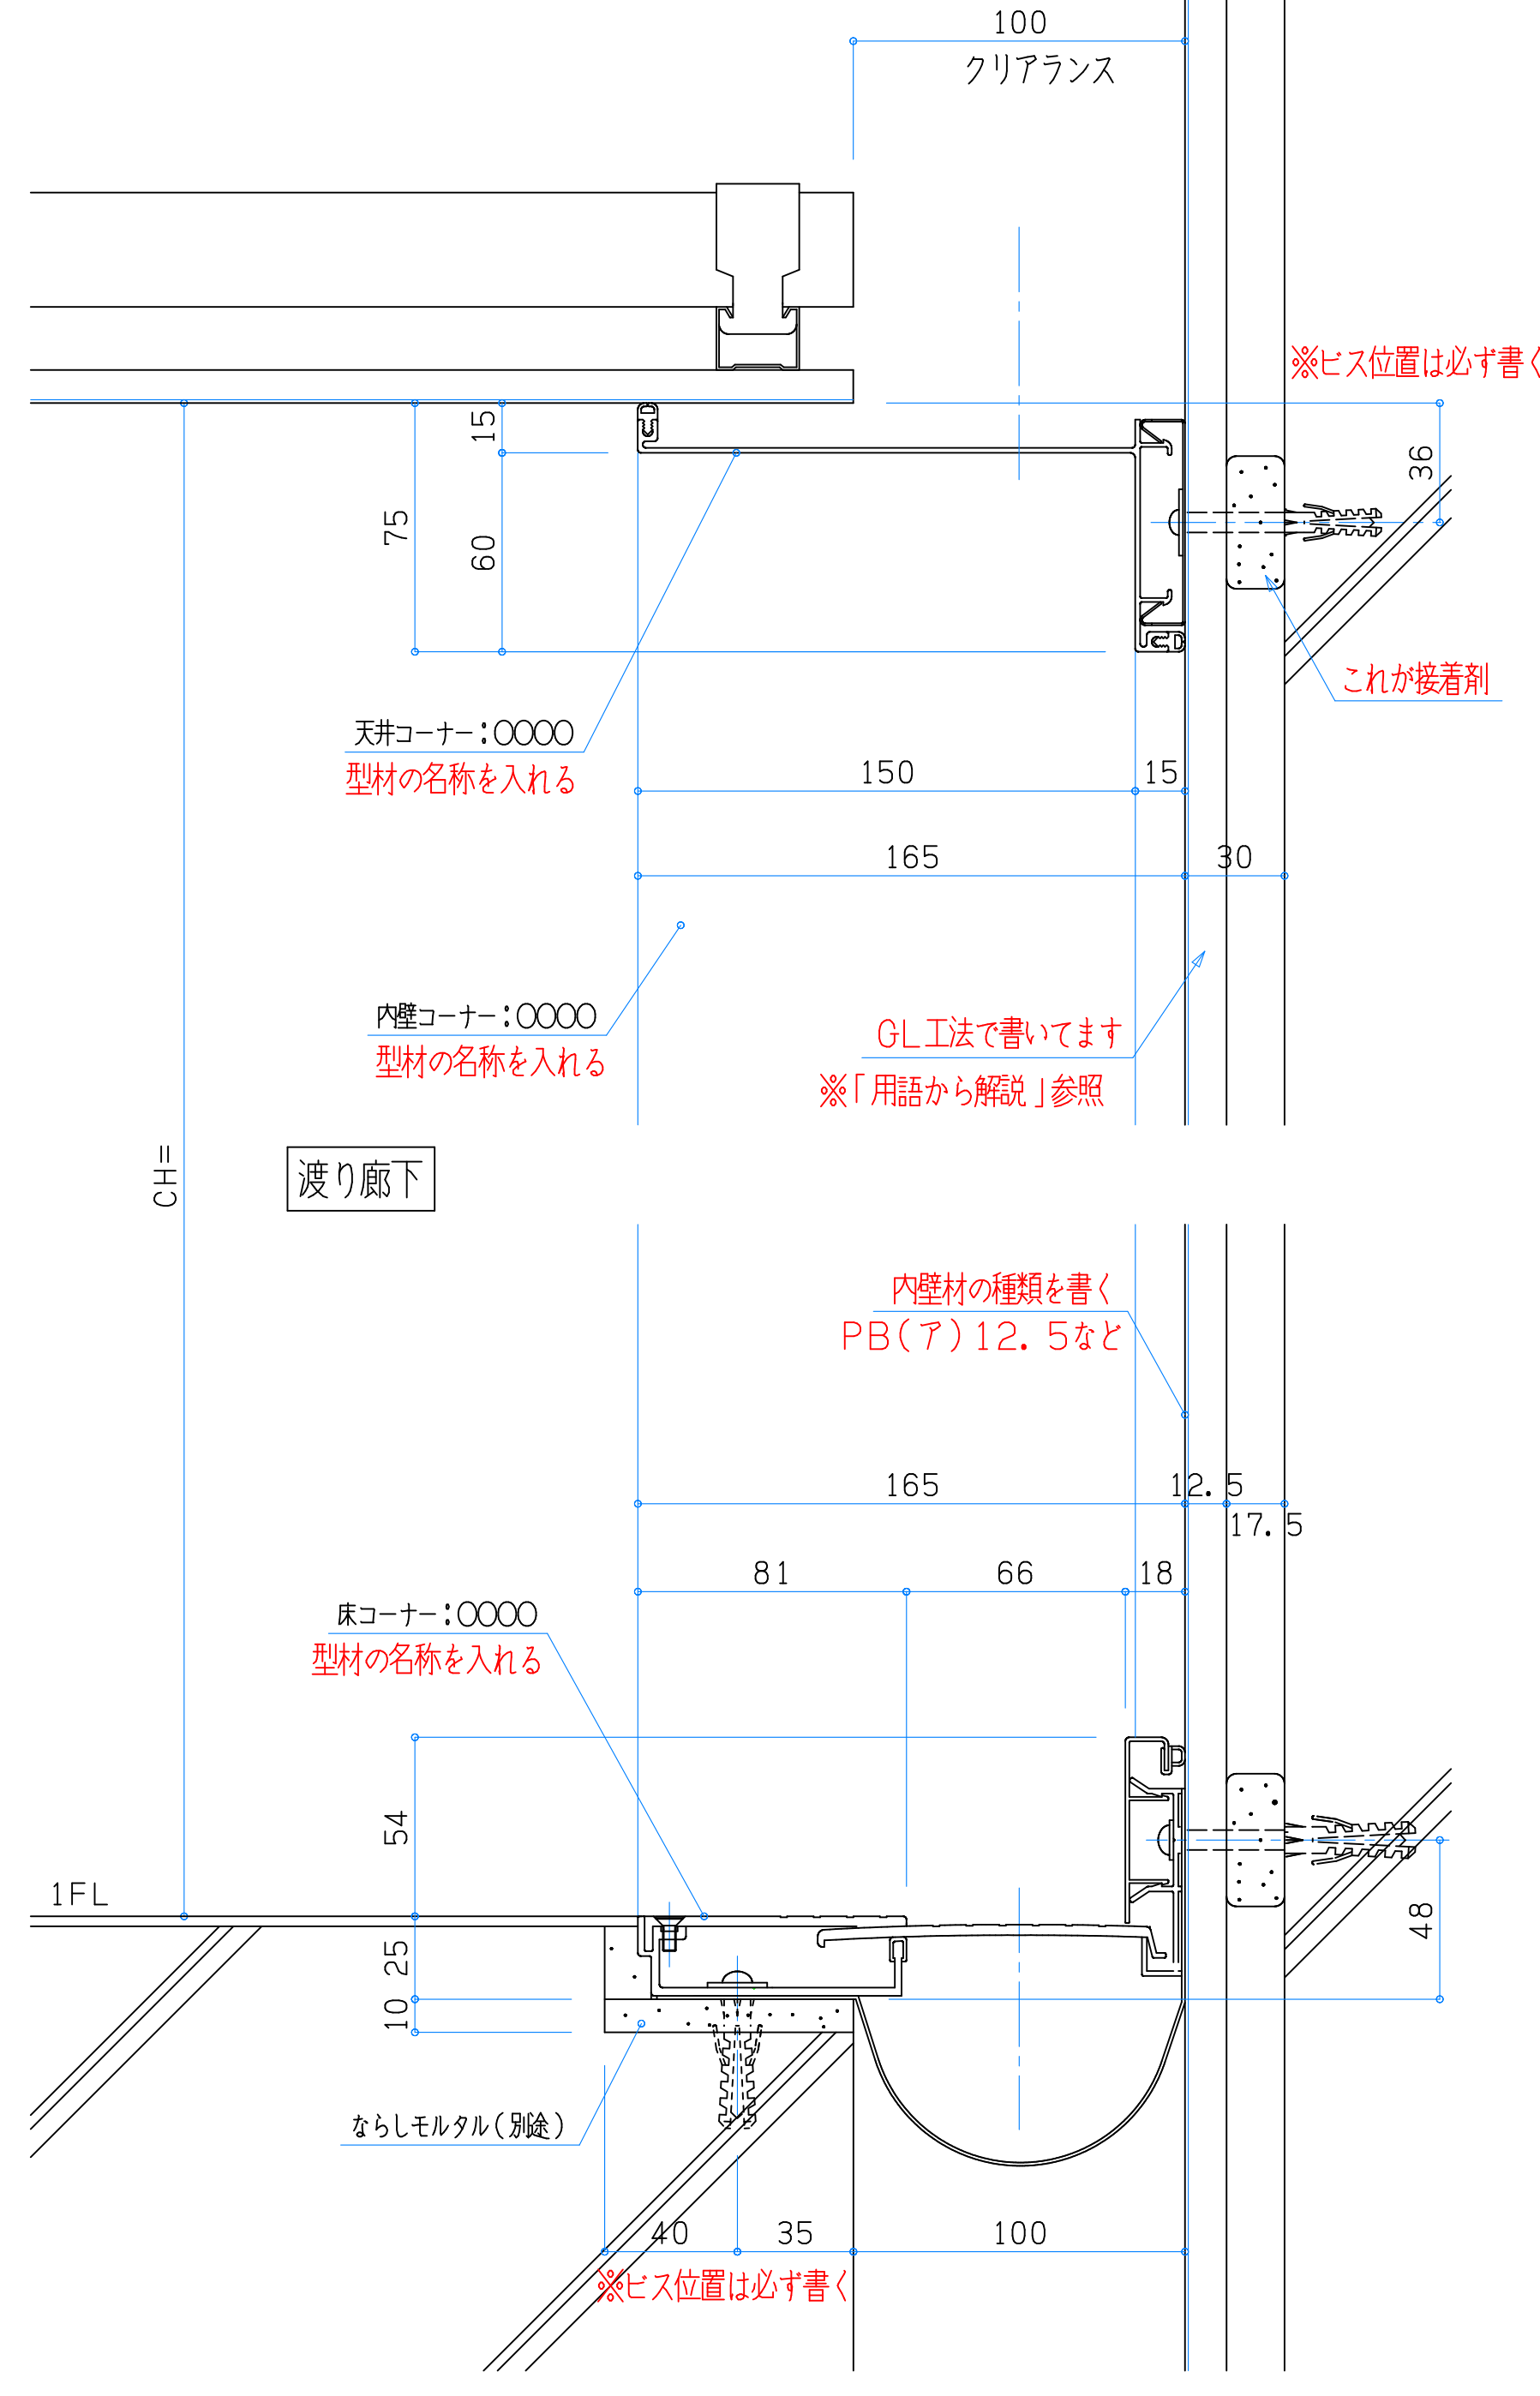 100
クリアランス
※ビス位置は必ず書く
15
36
75
60
これが接着剤
天井コーナー：〇〇〇〇
型材の名称を入れる
150
15
165
30
内壁コーナー：〇〇〇〇
型材の名称を入れる
GL工法で書いてます
※「用語から解説」参照
CH=
渡り廊下
内壁材の種類を書く
PB(ア)12.5など
165
12.5
17.5
81
66
18
床コーナー：〇〇〇〇
型材の名称を入れる
54
1FL
48
25
10
ならしモルタル(別途)
40
35
100
※ビス位置は必ず書く